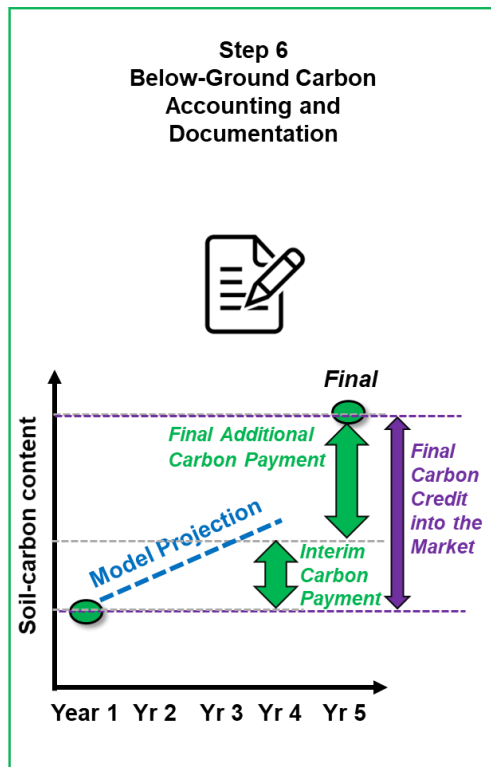 Step 6
Below-Ground Carbon
Accounting and
Documentation
Final
Final Additional
Carbon Payment
Final
Carbon
Credit
into the
Market
Model Projection
Interim
Carbon
Payment
Soil-carbon content
Year 1 Yr 2 Yr 3 Yr 4 Yr 5